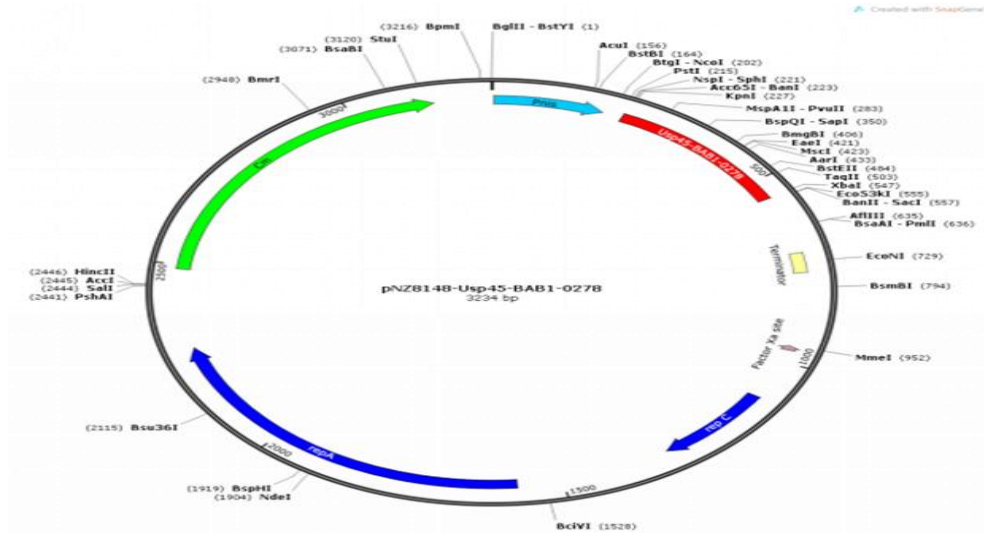 Created with SnapGene
(3216) BpmI
BglII - BstYI (1)
(3120) StuI
(3071) BsaBI
(2948) BmrI
AcuI (156)
BstBI (164)
BtgI - NcoI (202)
PstI (215)
NspI - SphI (221)
Acc65I - BanI (223)
KpnI (227)
MspA1I - PvuII (283)
BspQI - SapI (350)
BmgBI (406)
EaeI (421)
MscI (423)
AarI (433)
BstEII (484)
TaqII (503)
XbaI (547)
Eco53kI (555)
BanII - SacI (557)
AflIII (635)
BsaAI - PmlI (636)
EcoNI (729)
BsmBI (794)
MmeI (952)
BciVI (1528)
(1904) NdeI
(1919) BspHI
(2115) Bsu36I
(2441) PshAI
(2444) SalI
(2445) AccI
(2446) HincII
Pnis
Usp45-BAB1-0278
500
Terminator
Factor Xa site
1000
rep C
1500
repA
2000
2500
Cm
3000
pNZ8148-Usp45-BAB1-0278
3234 bp